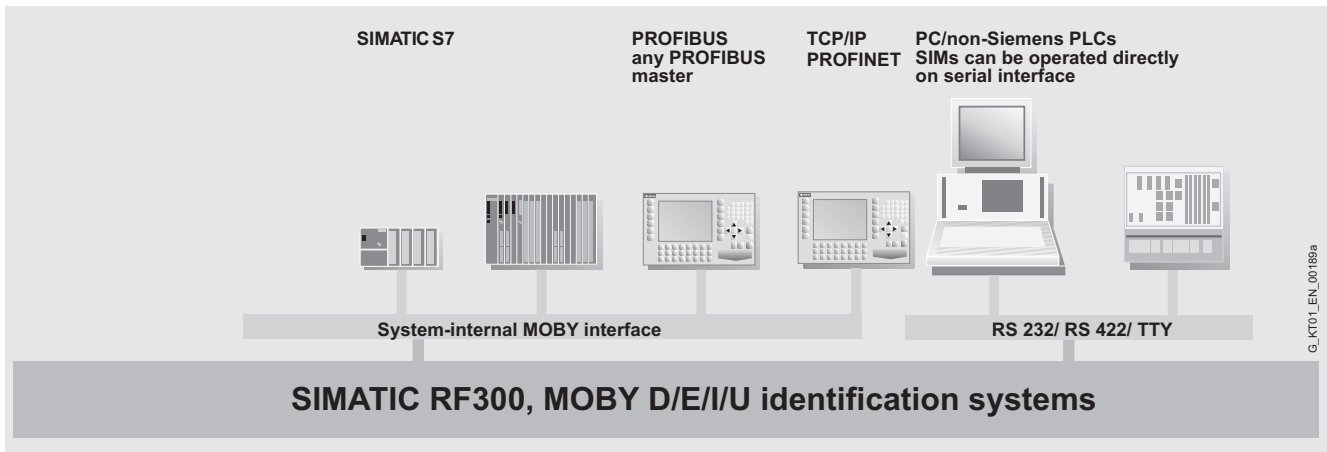 SIMATIC S7
PROFIBUS
any PROFIBUS
master
TCP/IP
PROFINET
PC/non-Siemens PLCs
SIMs can be operated directly
on serial interface
System-internal MOBY interface
RS 232/ RS 422/ TTY
SIMATIC RF300, MOBY D/E/I/U identification systems
G_KT01_EN_00189a